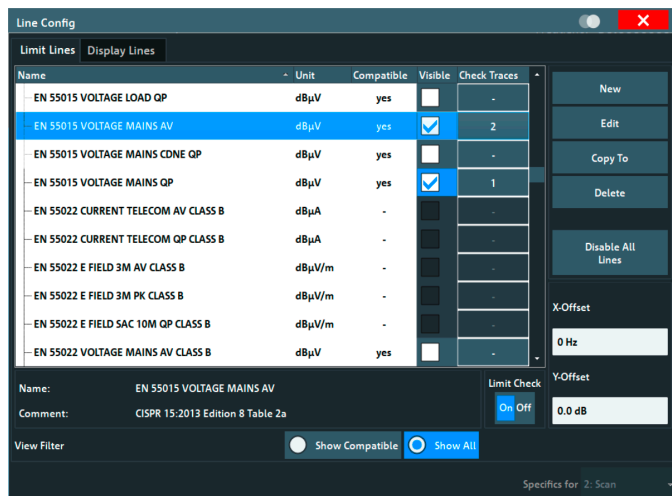 Line Config
Limit Lines Display Lines
Name Unit Compatible Visible Check Traces
EN 55015 VOLTAGE LOAD QP dBµV yes -
EN 55015 VOLTAGE MAINS AV dBµV yes 2
EN 55015 VOLTAGE MAINS CDNE QP dBµV yes -
EN 55015 VOLTAGE MAINS QP dBµV yes 1
EN 55022 CURRENT TELECOM AV CLASS B dBµA - -
EN 55022 CURRENT TELECOM QP CLASS B dBµA - -
EN 55022 E FIELD 3M AV CLASS B dBµV/m - -
EN 55022 E FIELD 3M PK CLASS B dBµV/m - -
EN 55022 E FIELD SAC 10M QP CLASS B dBµV/m - -
EN 55022 VOLTAGE MAINS AV CLASS B dBµV yes -
New
Edit
Copy To
Delete
Disable All
Lines
X-Offset
0 Hz
Y-Offset
0.0 dB
Name: EN 55015 VOLTAGE MAINS AV
Comment: CISPR 15:2013 Edition 8 Table 2a
Limit Check
On Off
View Filter Show Compatible Show All
Specifics for 2: Scan